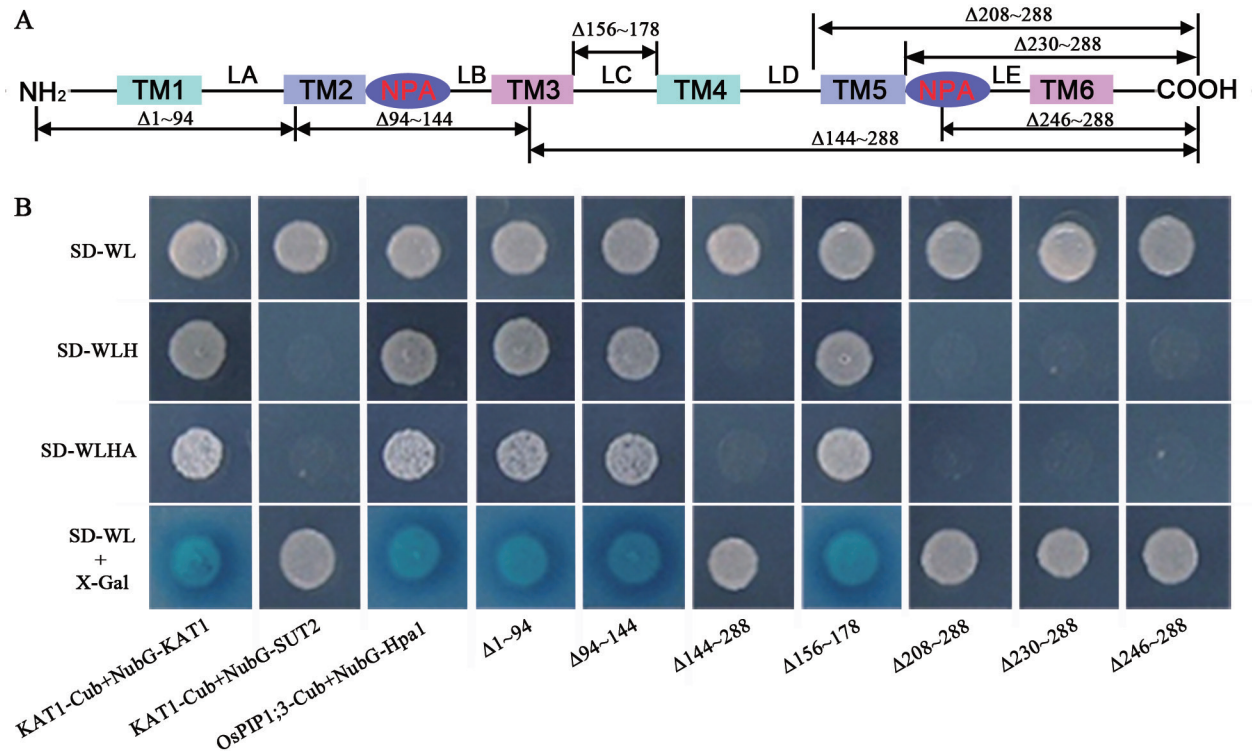 A
Δ208~288
Δ156~178
Δ230~288
NH₂ TM1 LA TM2 NPA LB TM3 LC TM4 LD TM5 NPA LE TM6 COOH
Δ1~94 Δ94~144 Δ246~288
Δ144~288
B
SD-WL
SD-WLH
SD-WLHA
SD-WL
+
X-Gal
KAT1-Cub+NubG-KAT1
KAT1-Cub+NubG-SUT2
OsPIP1;3-Cub+NubG-Hpa1
Δ1~94
Δ94~144
Δ144~288
Δ156~178
Δ208~288
Δ230~288
Δ246~288